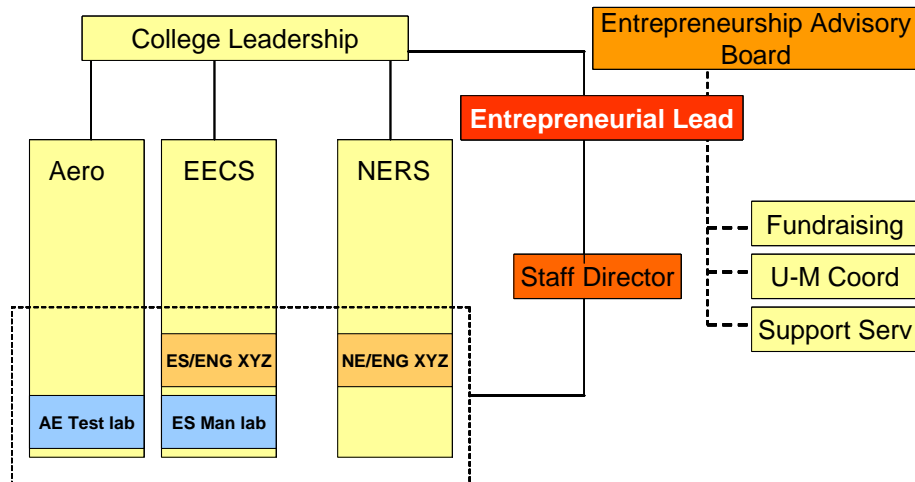 College Leadership
Entrepreneurship Advisory
Board
Entrepreneurial Lead
Aero
EECS
NERS
Fundraising
Staff Director
U-M Coord
Support Serv
ES/ENG XYZ
NE/ENG XYZ
AE Test lab
ES Man lab